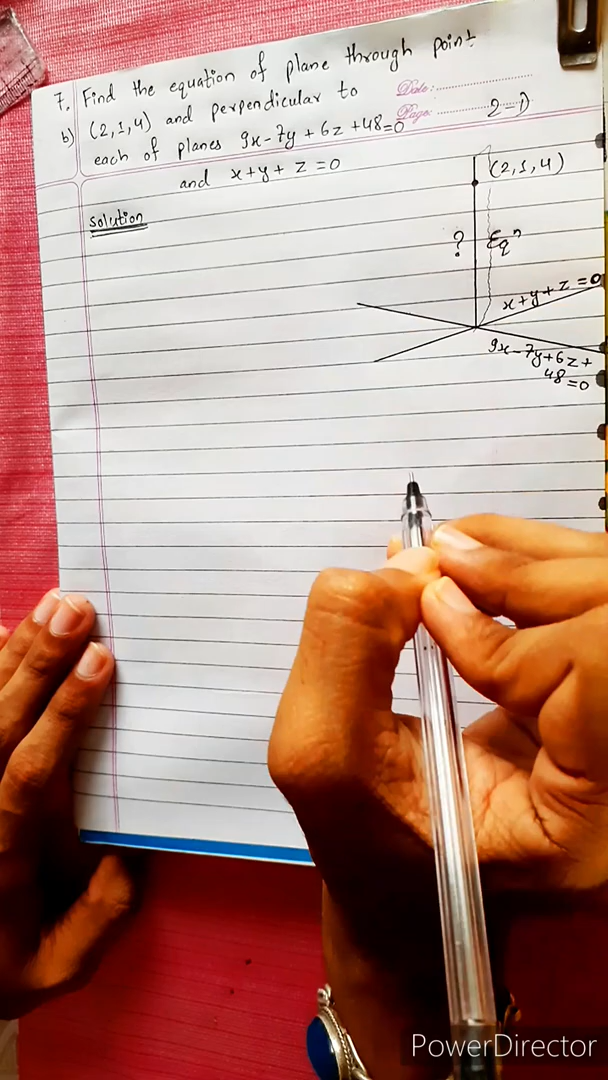 7. Find the equation of plane through point
b) (2,1,4) and perpendicular to
Date:
each of planes 9x-7y+6z+48=0
Page:
2-D
and x+y+z=0
solution
(2,1,4)
? Eqⁿ
x+y+z=0
9x-7y+6z+
48=0
PowerDirector